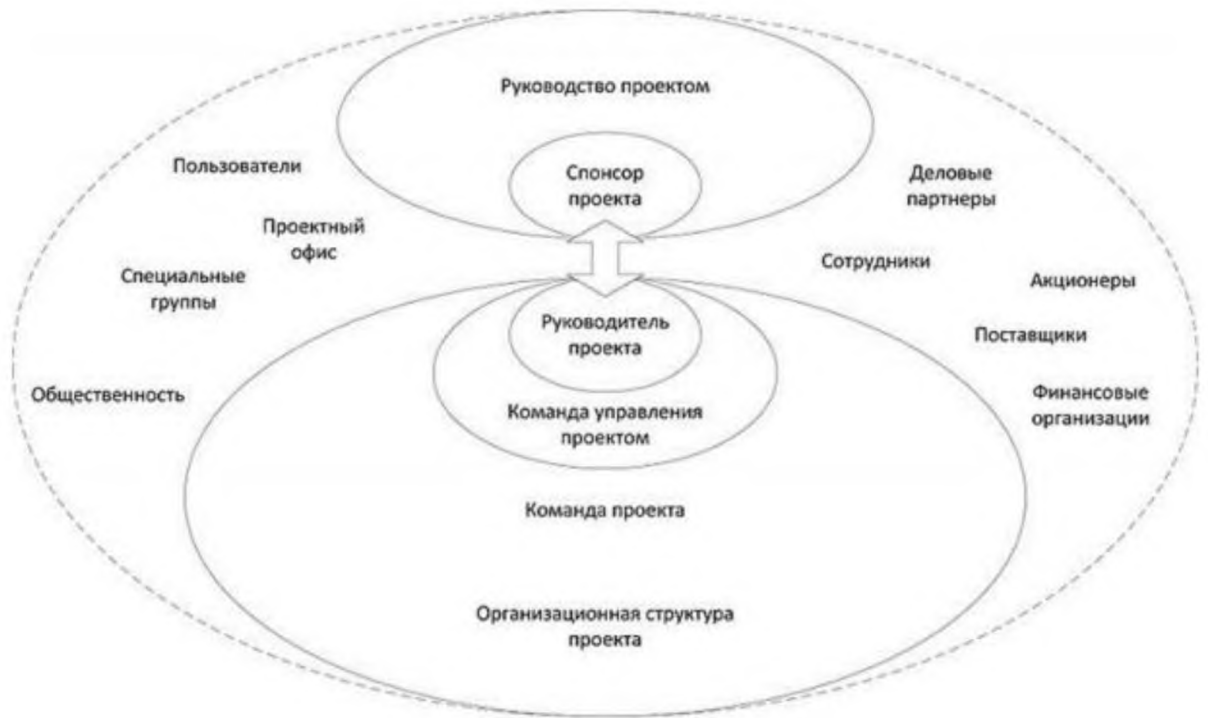 Руководство проектом
Пользователи
Спонсор
проекта
Деловые
партнеры
Проектный
офис
Сотрудники
Специальные
группы
Акционеры
Руководитель
проекта
Поставщики
Общественность
Команда управления
проектом
Финансовые
организации
Команда проекта
Организационная структура
проекта